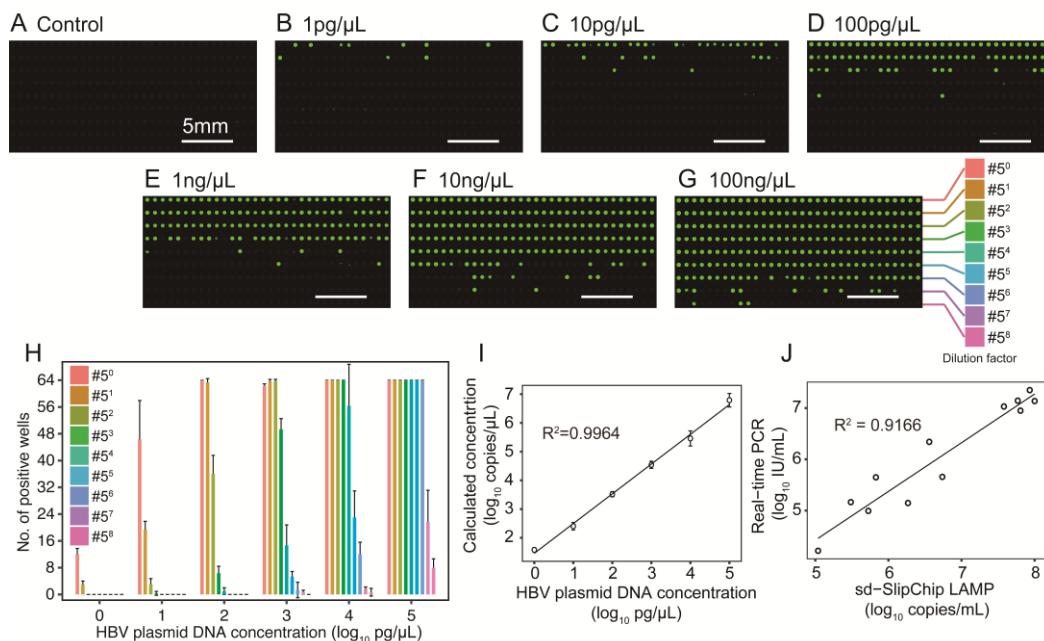 A Control
B 1pg/μL
C 10pg/μL
D 100pg/μL
5mm
E 1ng/μL
F 10ng/μL
G 100ng/μL
#5⁰
#5¹
#5²
#5³
#5⁴
#5⁵
#5⁶
#5⁷
#5⁸
Dilution factor
H
No. of positive wells
64
56
48
40
32
24
16
8
0
#5⁰
#5¹
#5²
#5³
#5⁴
#5⁵
#5⁶
#5⁷
#5⁸
0 1 2 3 4 5
HBV plasmid DNA concentration (log₁₀ pg/μL)
I
Calculated concentrtion
(log₁₀ copies/μL)
7
6
5
4
3
2
R²=0.9964
0 1 2 3 4 5
HBV plasmid DNA concentration
(log₁₀ pg/μL)
J
Real-time PCR
(log₁₀ IU/mL)
7
6
5
R² = 0.9166
5 6 7 8
sd-SlipChip LAMP
(log₁₀ copies/mL)